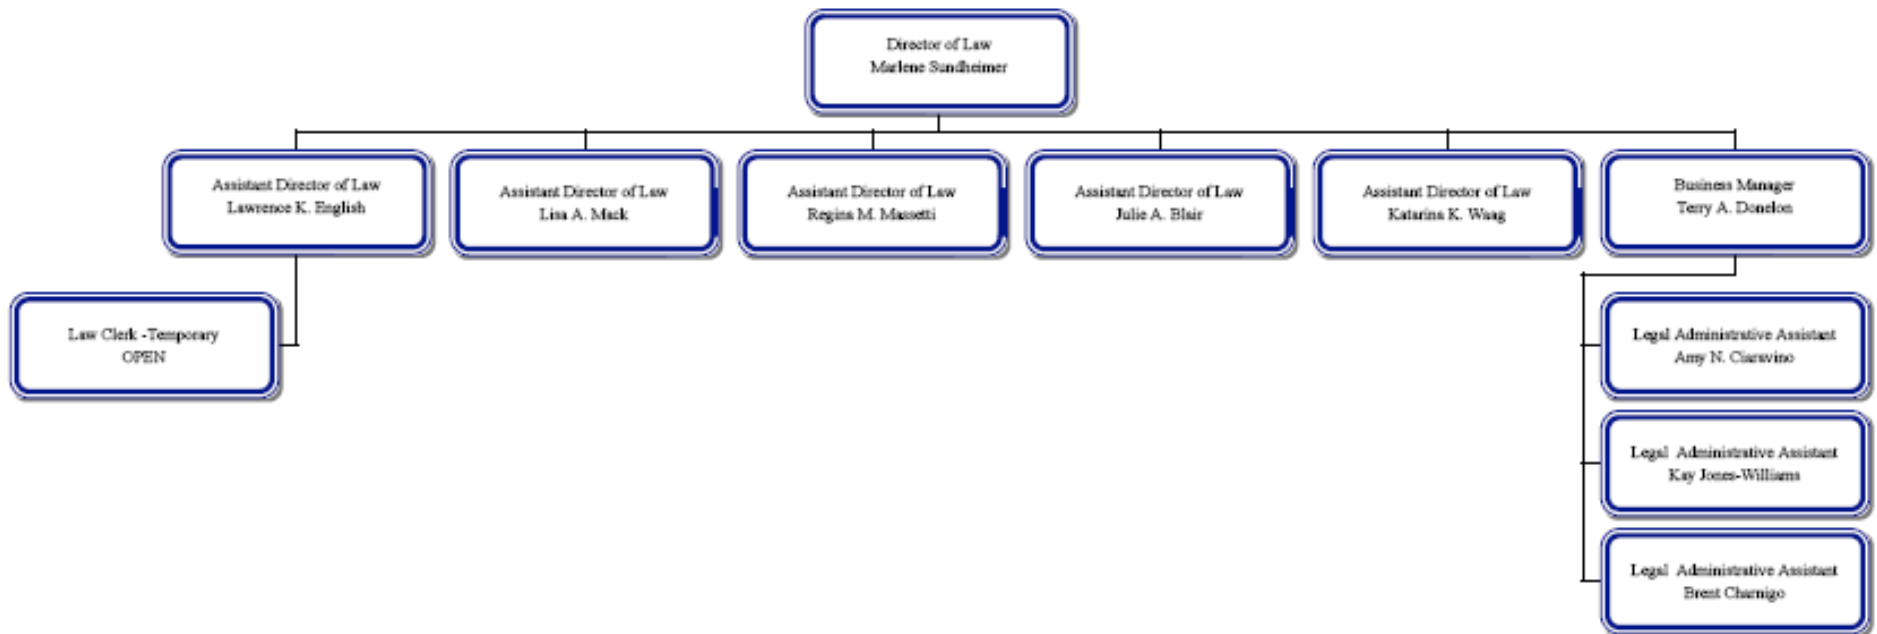 Director of Law
Marlene Sundheimer
Assistant Director of Law
Lawrence K. English
Assistant Director of Law
Lisa A. Mack
Assistant Director of Law
Regina M. Massetti
Assistant Director of Law
Julie A. Blair
Assistant Director of Law
Katarina K. Waag
Business Manager
Terry A. Donelon
Law Clerk -Temporary
OPEN
Legal Administrative Assistant
Amy N. Ciaravino
Legal Administrative Assistant
Kay Jones-Williams
Legal Administrative Assistant
Brent Charnigo